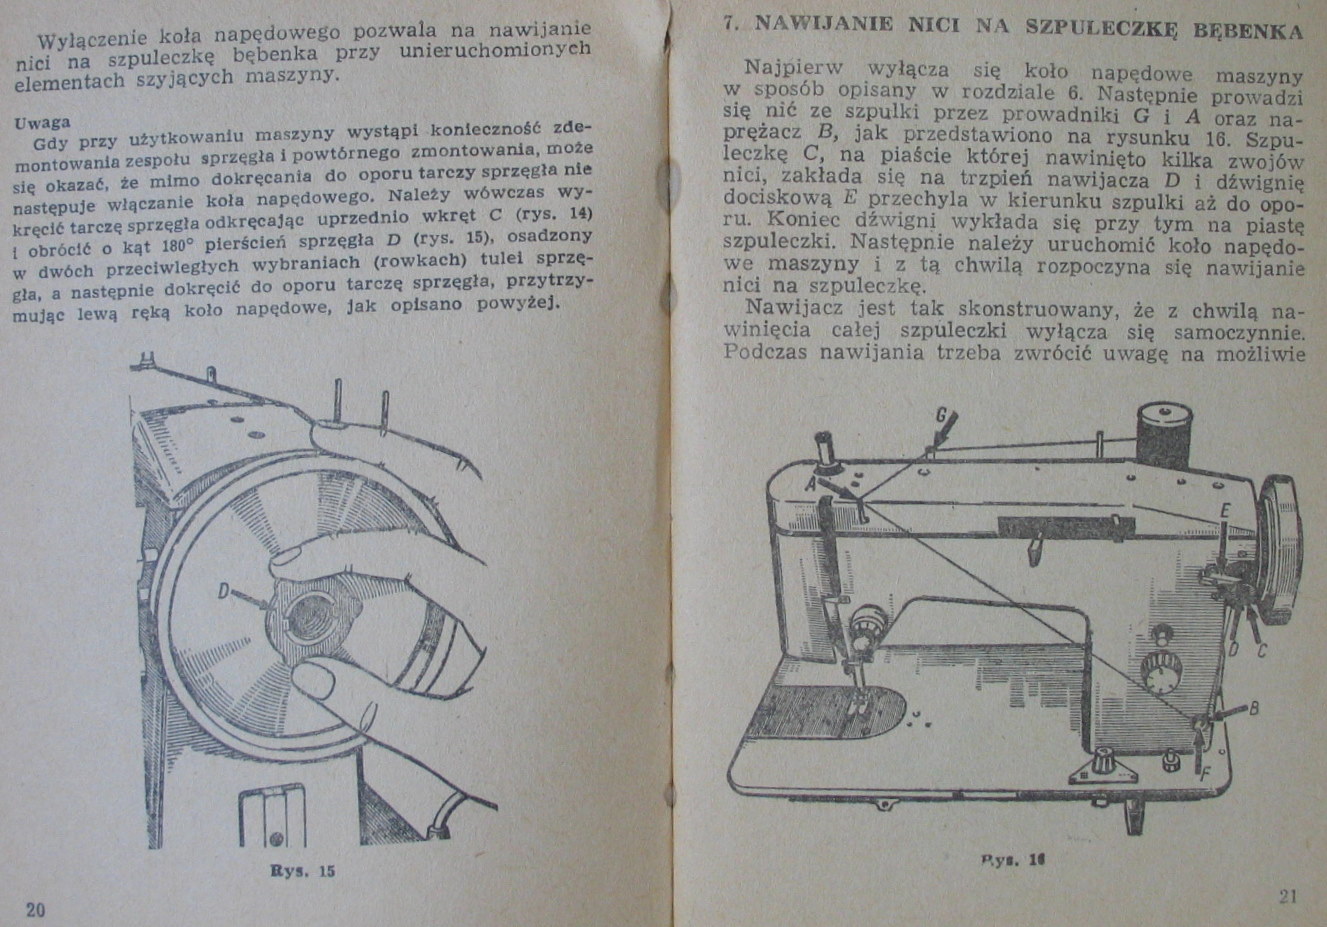 Wyłączenie koła napędowego pozwala na nawijanie
nici na szpuleczkę bębenka przy unieruchomionych
elementach szyjących maszyny.
Uwaga
Gdy przy użytkowaniu maszyny wystąpi konieczność zde-
montowania zespołu sprzęgła i powtórnego zmontowania, może
się okazać, że mimo dokręcania do oporu tarczy sprzęgła nie
następuje włączanie koła napędowego. Należy wówczas wy-
kręcić tarczę sprzęgła odkręcając uprzednio wkręt C (rys. 14)
i obrócić o kąt 180° pierścień sprzęgła D (rys. 15), osadzony
w dwóch przeciwległych wybraniach (rowkach) tulei sprzę-
gła, a następnie dokręcić do oporu tarczę sprzęgła, przytrzy-
mując lewą ręką koło napędowe, jak opisano powyżej.
D
Rys. 15
20
7. NAWIJANIE NICI NA SZPULECZKĘ BĘBENKA
Najpierw wyłącza się koło napędowe maszyny
w sposób opisany w rozdziale 6. Następnie prowadzi
się nić ze szpulki przez prowadniki G i A oraz na-
prężacz B, jak przedstawiono na rysunku 16. Szpu-
leczkę C, na piaście której nawinięto kilka zwojów
nici, zakłada się na trzpień nawijacza D i dźwignię
dociskową E przechyla w kierunku szpulki aż do opo-
ru. Koniec dźwigni wykłada się przy tym na piastę
szpuleczki. Następnie należy uruchomić koło napędo-
we maszyny i z tą chwilą rozpoczyna się nawijanie
nici na szpuleczkę.
Nawijacz jest tak skonstruowany, że z chwilą na-
winięcia całej szpuleczki wyłącza się samoczynnie.
Podczas nawijania trzeba zwrócić uwagę na możliwie
G
A
E
D
C
B
F
Rys. 16
21